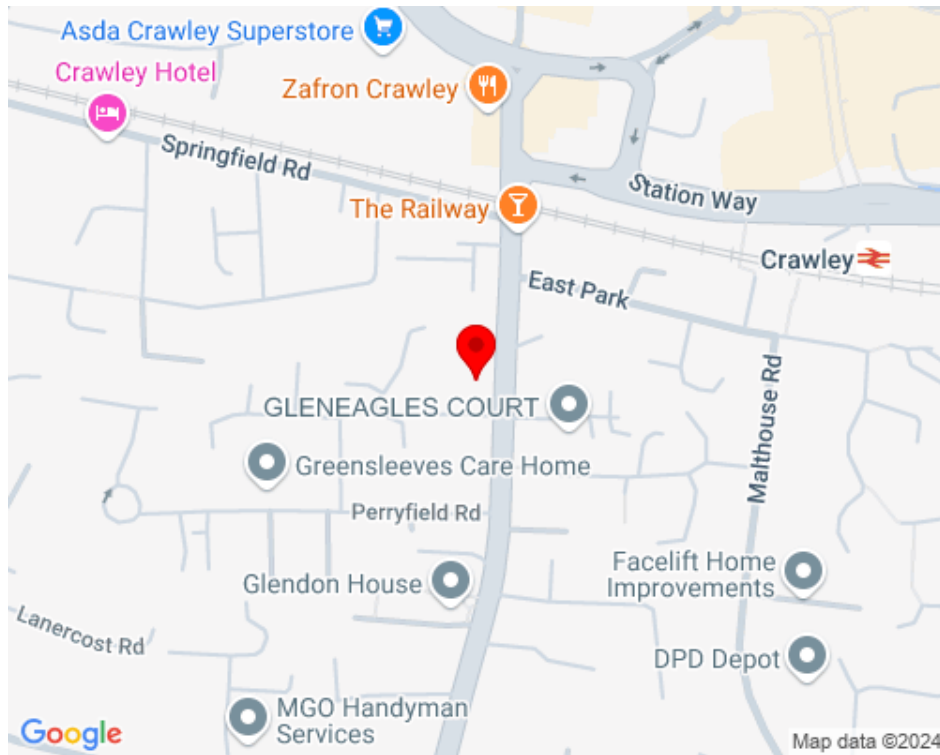 Asda Crawley Superstore
Crawley Hotel
Zafron Crawley
Springfield Rd
Station Way
The Railway
Crawley
East Park
GLENEAGLES COURT
Malthouse Rd
Greensleeves Care Home
Perryfield Rd
Facelift Home
Improvements
Glendon House
Lanercost Rd
DPD Depot
MGO Handyman
Services
Google
Map data ©2024